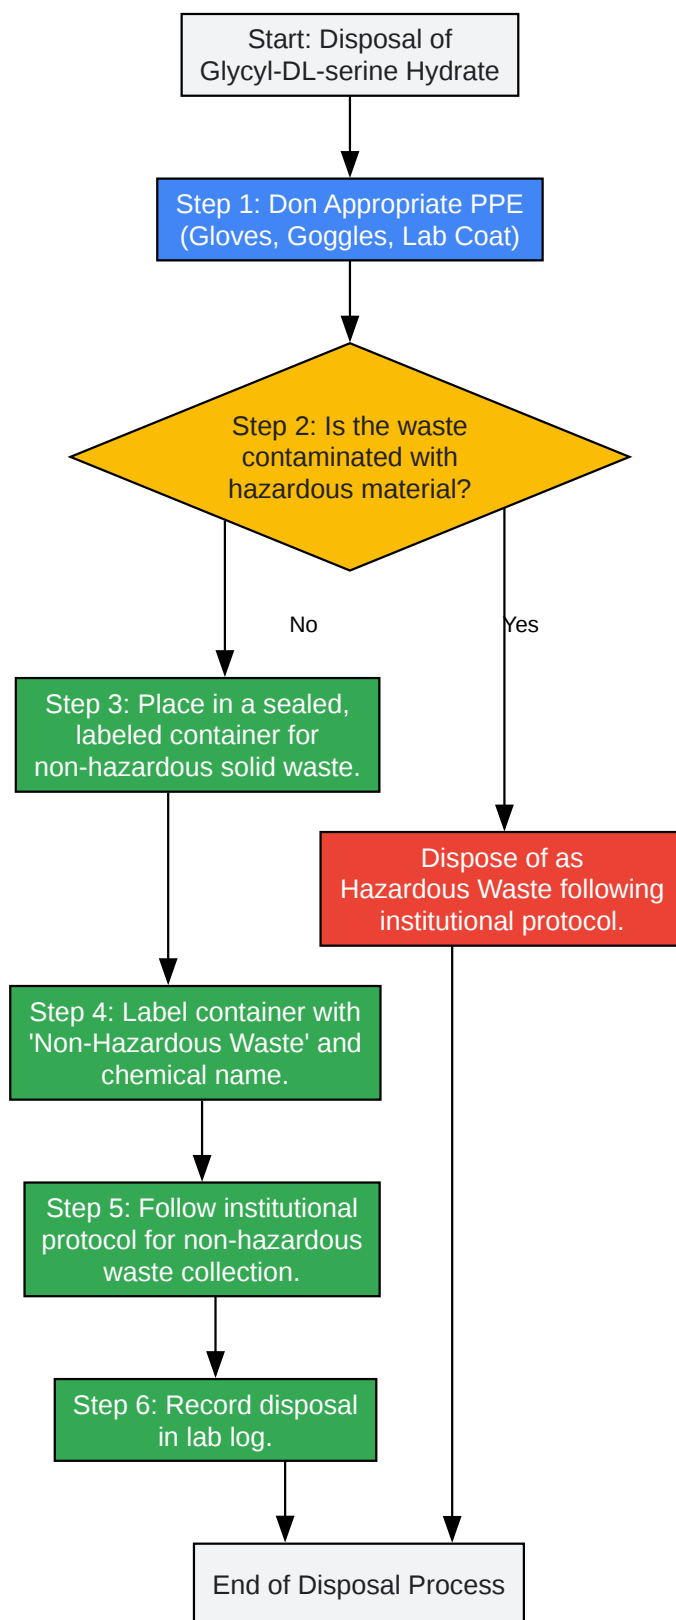 Start: Disposal of
Glycyl-DL-serine Hydrate
Step 1: Don Appropriate PPE
(Gloves, Goggles, Lab Coat)
Step 2: Is the waste
contaminated with
hazardous material?
No
Yes
Step 3: Place in a sealed,
labeled container for
non-hazardous solid waste.
Dispose of as
Hazardous Waste following
institutional protocol.
Step 4: Label container with
'Non-Hazardous Waste' and
chemical name.
Step 5: Follow institutional
protocol for non-hazardous
waste collection.
Step 6: Record disposal
in lab log.
End of Disposal Process